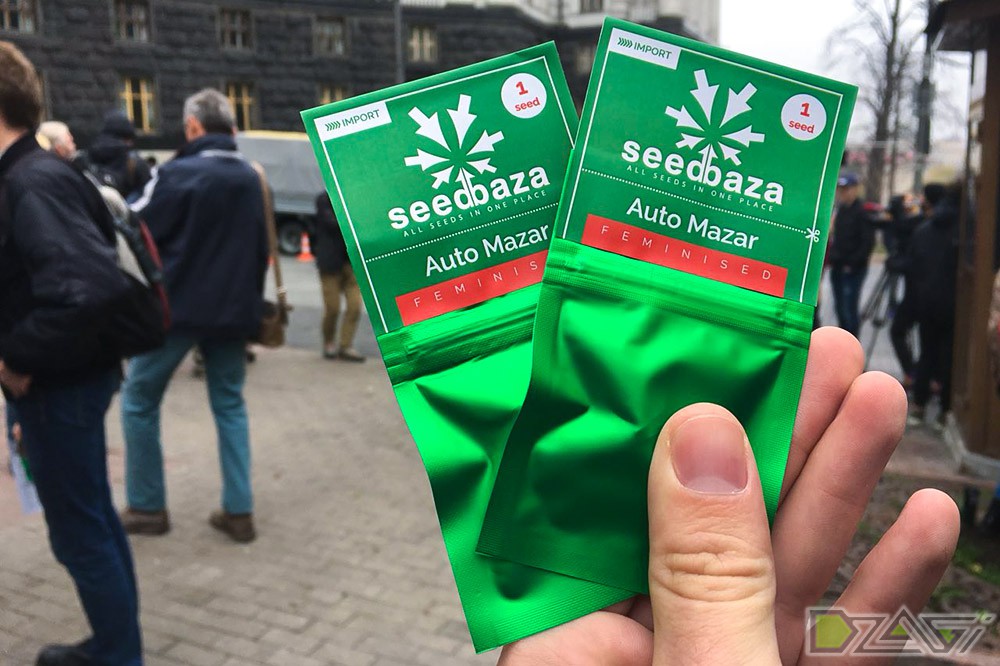 »»» IMPORT
1
seed
seedbaza
ALL SEEDS IN ONE PLACE
Auto Mazar
FEMINIS
»»» IMPORT
1
seed
seedbaza
ALL SEEDS IN ONE PLACE
Auto Mazar
FEMINISED
DZAGI